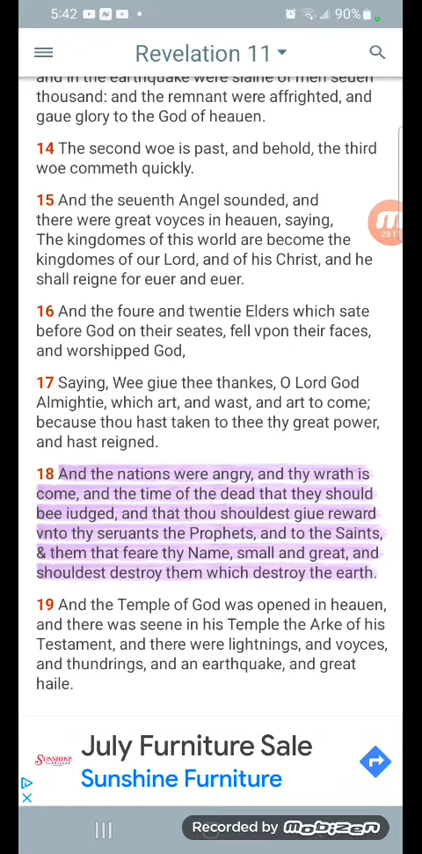 5:42 90%
Revelation 11
and in the earthquake were slaine of men seuen
thousand: and the remnant were affrighted, and
gaue glory to the God of heauen.
14 The second woe is past, and behold, the third
woe commeth quickly.
15 And the seuenth Angel sounded, and
there were great voyces in heauen, saying,
The kingdomes of this world are become the
kingdomes of our Lord, and of his Christ, and he
shall reigne for euer and euer.
16 And the foure and twentie Elders which sate
before God on their seates, fell vpon their faces,
and worshipped God,
17 Saying, Wee giue thee thankes, O Lord God
Almightie, which art, and wast, and art to come;
because thou hast taken to thee thy great power,
and hast reigned.
18 And the nations were angry, and thy wrath is
come, and the time of the dead that they should
bee iudged, and that thou shouldest giue reward
vnto thy seruants the Prophets, and to the Saints,
& them that feare thy Name, small and great, and
shouldest destroy them which destroy the earth.
19 And the Temple of God was opened in heauen,
and there was seene in his Temple the Arke of his
Testament, and there were lightnings, and voyces,
and thundrings, and an earthquake, and great
haile.
July Furniture Sale
SUNSHINE
Sunshine Furniture
Recorded by mobizen